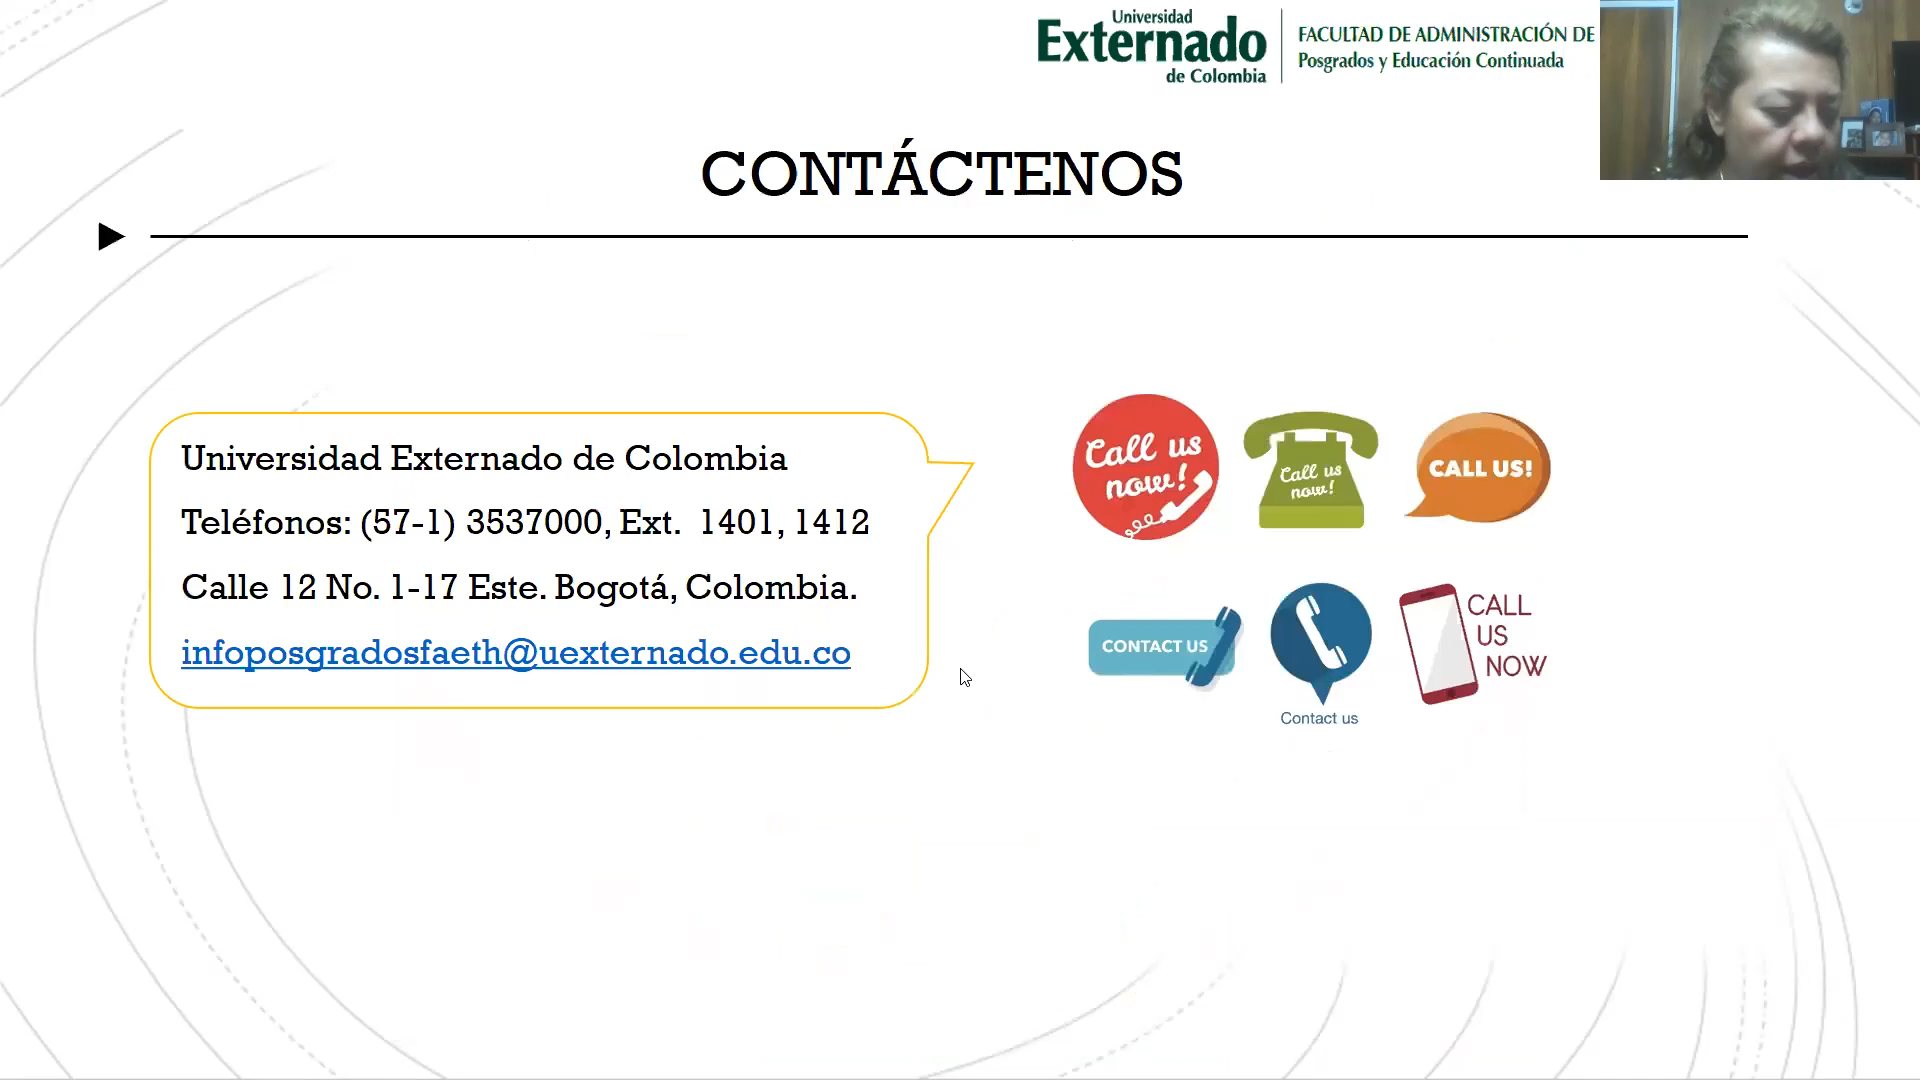 Universidad
Externado
de Colombia
FACULTAD DE ADMINISTRACIÓN DE
Posgrados y Educación Continuada
CONTÁCTENOS
Universidad Externado de Colombia
Teléfonos: (57-1) 3537000, Ext. 1401, 1412
Calle 12 No. 1-17 Este. Bogotá, Colombia.
infoposgradosfaeth@uexternado.edu.co
Call us
now!
Call us
now!
CALL US!
CONTACT US
Contact us
CALL
US
NOW